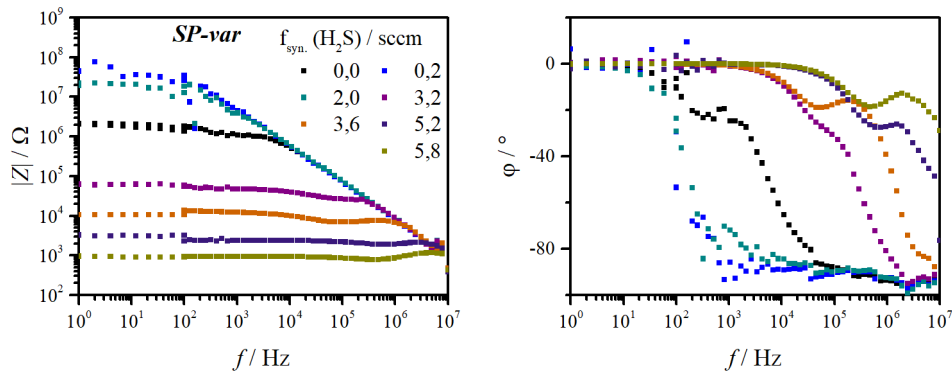 SP-var
f_syn. (H₂S) / sccm
0,0 0,2
2,0 3,2
3,6 5,2
5,8
|Z| / Ω
10⁹
10⁸
10⁷
10⁶
10⁵
10⁴
10³
10²
10⁰ 10¹ 10² 10³ 10⁴ 10⁵ 10⁶ 10⁷
f / Hz
φ / °
0
-40
-80
10⁰ 10¹ 10² 10³ 10⁴ 10⁵ 10⁶ 10⁷
f / Hz